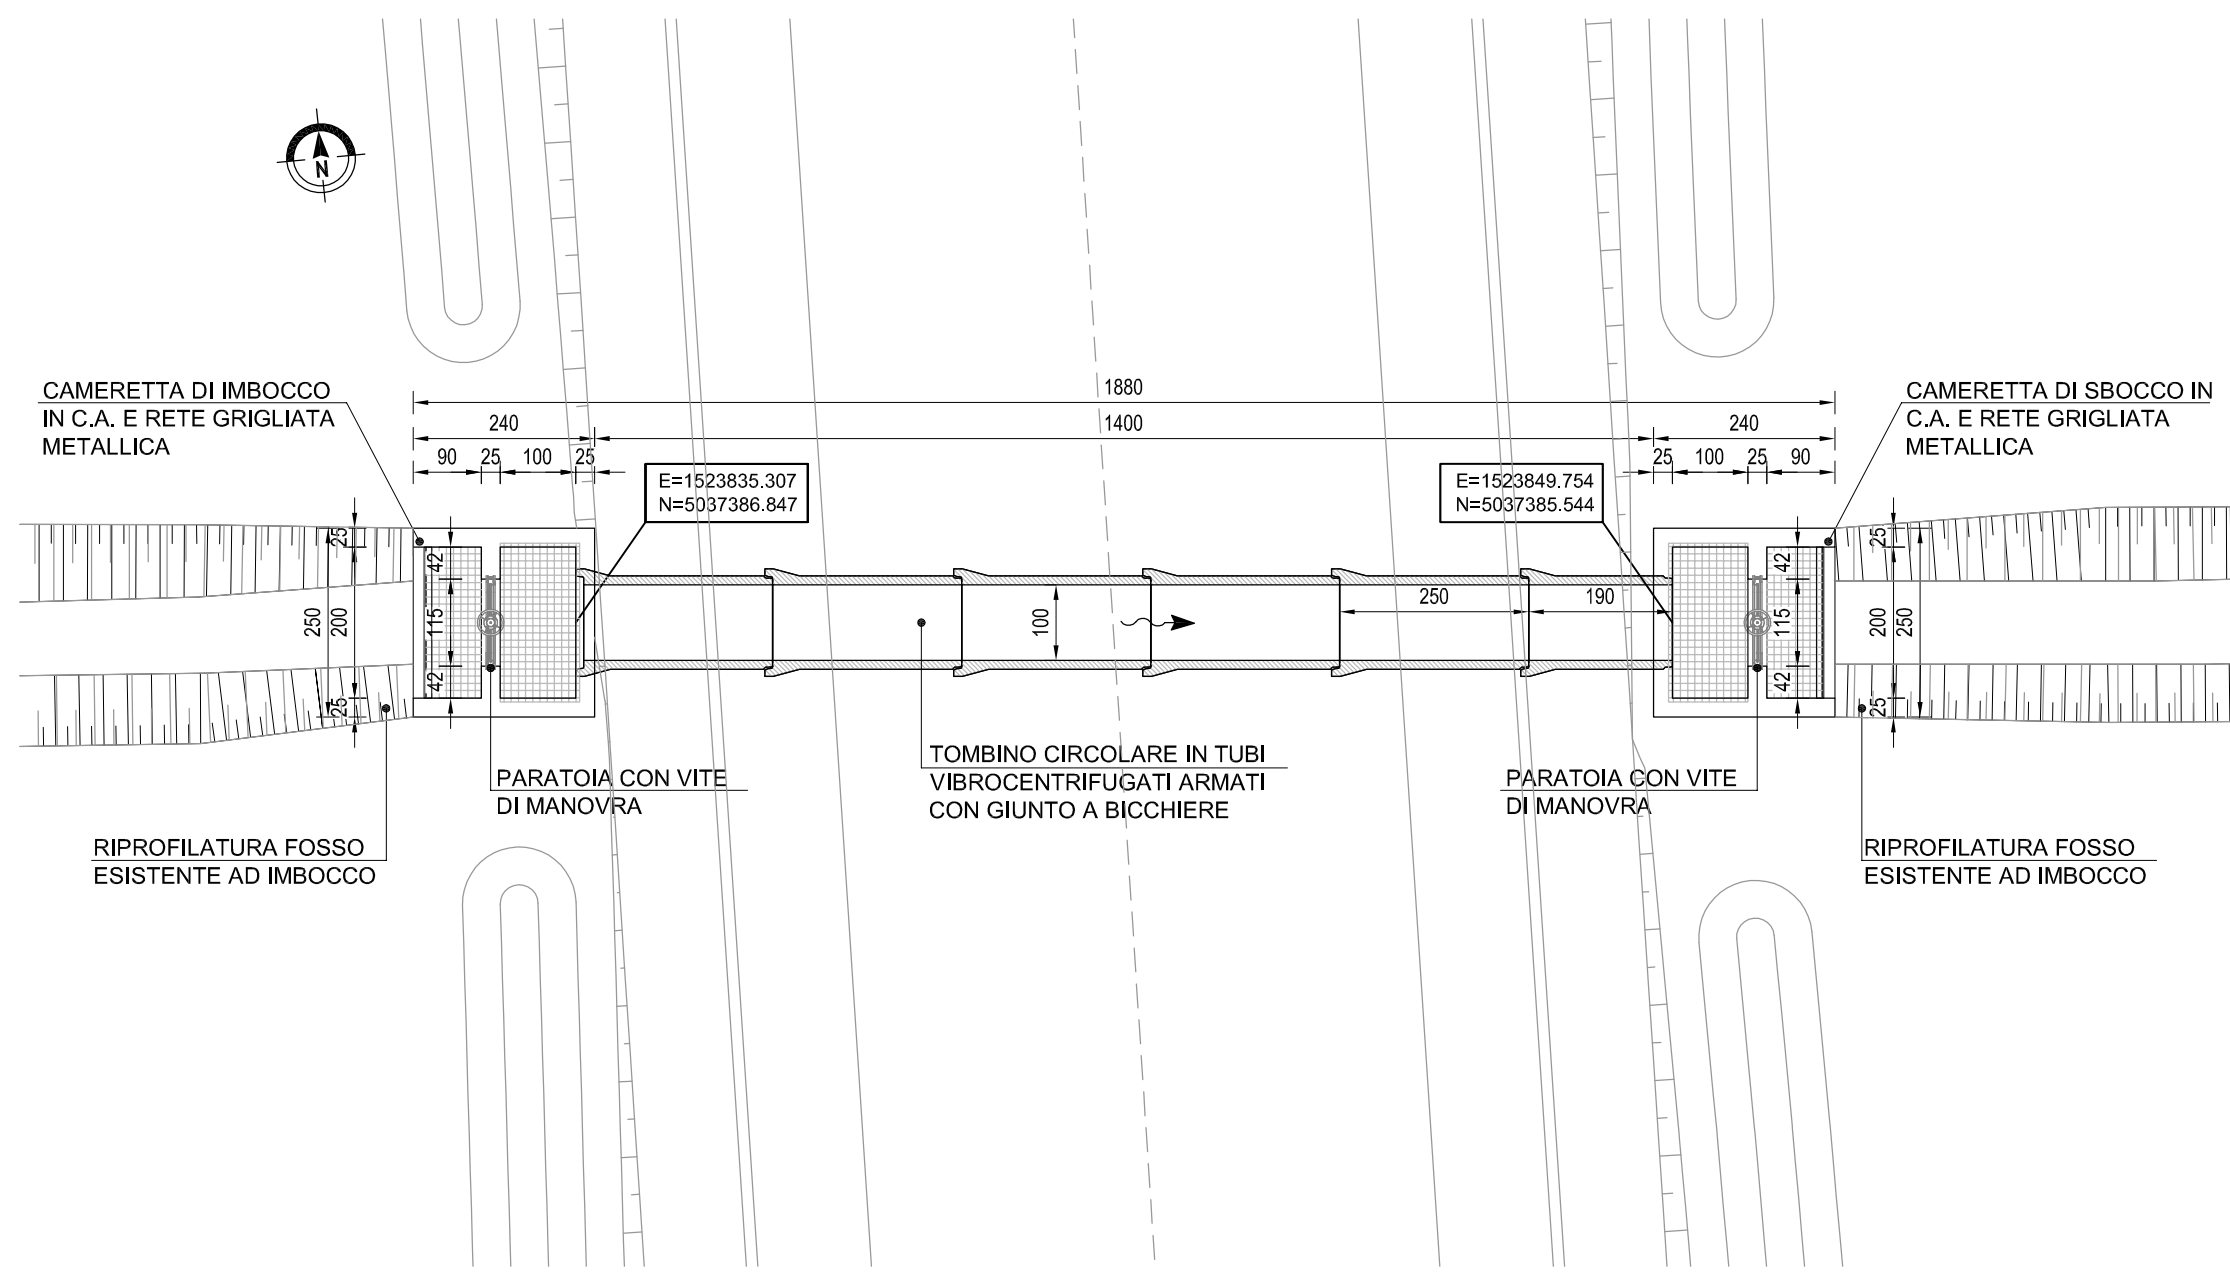 N
CAMERETTA DI IMBOCCO
IN C.A. E RETE GRIGLIATA
METALLICA
1880
240
1400
240
90
25
100
25
25
100
25
90
CAMERETTA DI SBOCCO IN
C.A. E RETE GRIGLIATA
METALLICA
E=1523835.307
N=5037386.847
E=1523849.754
N=5037385.544
250
25
200
25
42
115
42
100
250
190
42
115
42
25
200
25
250
PARATOIA CON VITE
DI MANOVRA
TOMBINO CIRCOLARE IN TUBI
VIBROCENTRIFUGATI ARMATI
CON GIUNTO A BICCHIERE
PARATOIA CON VITE
DI MANOVRA
RIPROFILATURA FOSSO
ESISTENTE AD IMBOCCO
RIPROFILATURA FOSSO
ESISTENTE AD IMBOCCO